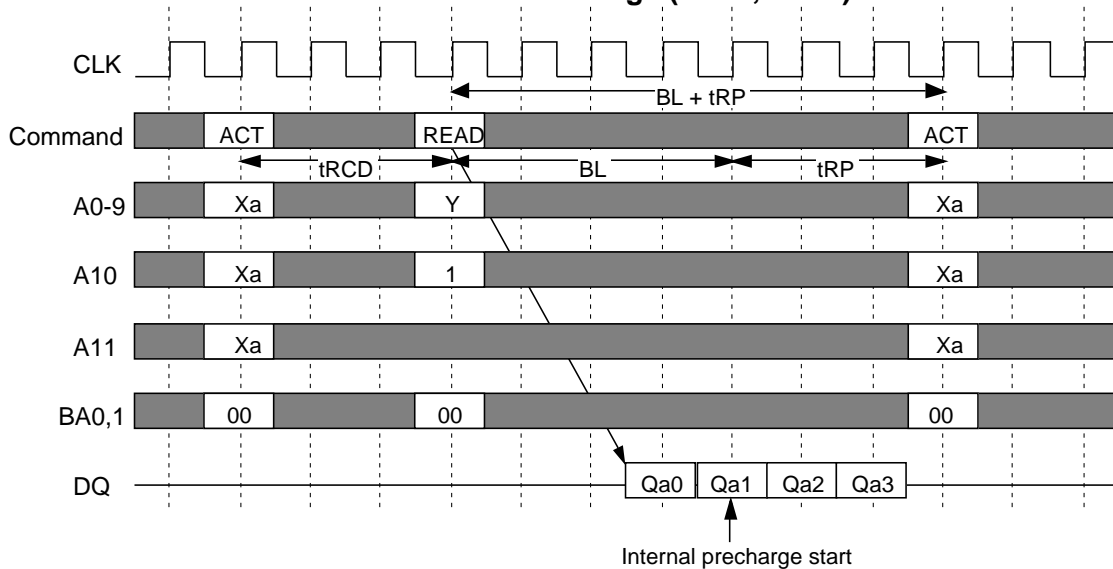 CLK
BL + tRP
Command ACT READ ACT
tRCD BL tRP
A0-9 Xa Y Xa
A10 Xa 1 Xa
A11 Xa Xa
BA0,1 00 00 00
DQ Qa0 Qa1 Qa2 Qa3
Internal precharge start